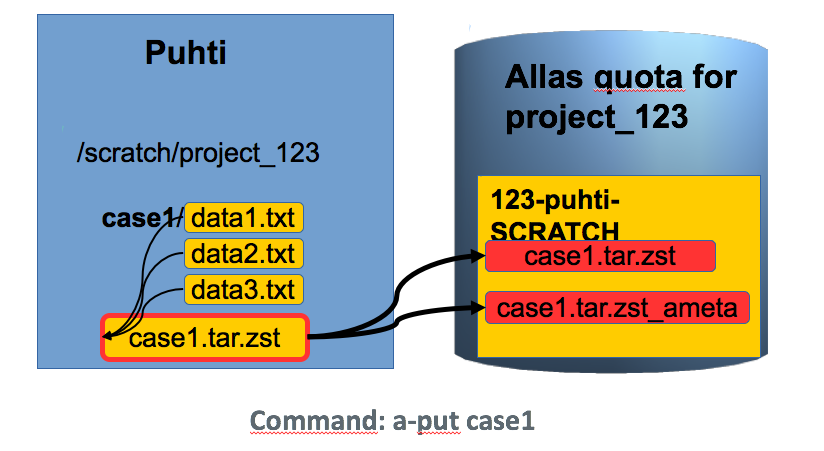 Puhti
/scratch/project_123
case1/
data1.txt
data2.txt
data3.txt
case1.tar.zst
Allas quota for
project_123
123-puhti-
SCRATCH
case1.tar.zst
case1.tar.zst_ameta
Command: a-put case1